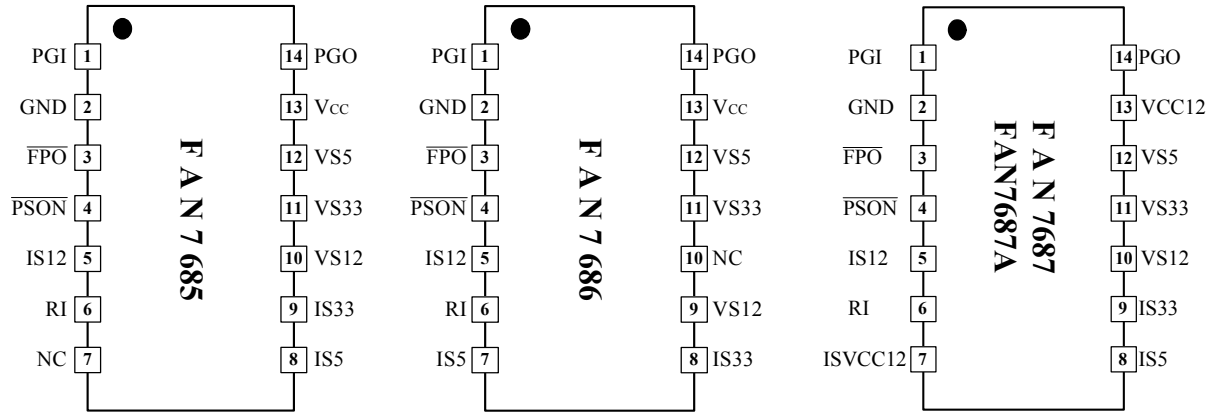 PGI 1 14 PGO
GND 2 13 VCC
FPO 3 12 VS5
PSON 4 11 VS33
IS12 5 10 VS12
RI 6 9 IS33
NC 7 8 IS5
FAN7685
PGI 1 14 PGO
GND 2 13 VCC
FPO 3 12 VS5
PSON 4 11 VS33
IS12 5 10 NC
RI 6 9 VS12
IS5 7 8 IS33
FAN7686
PGI 1 14 PGO
GND 2 13 VCC12
FPO 3 12 VS5
PSON 4 11 VS33
IS12 5 10 VS12
RI 6 9 IS33
ISVCC12 7 8 IS5
FAN7687
FAN7687A